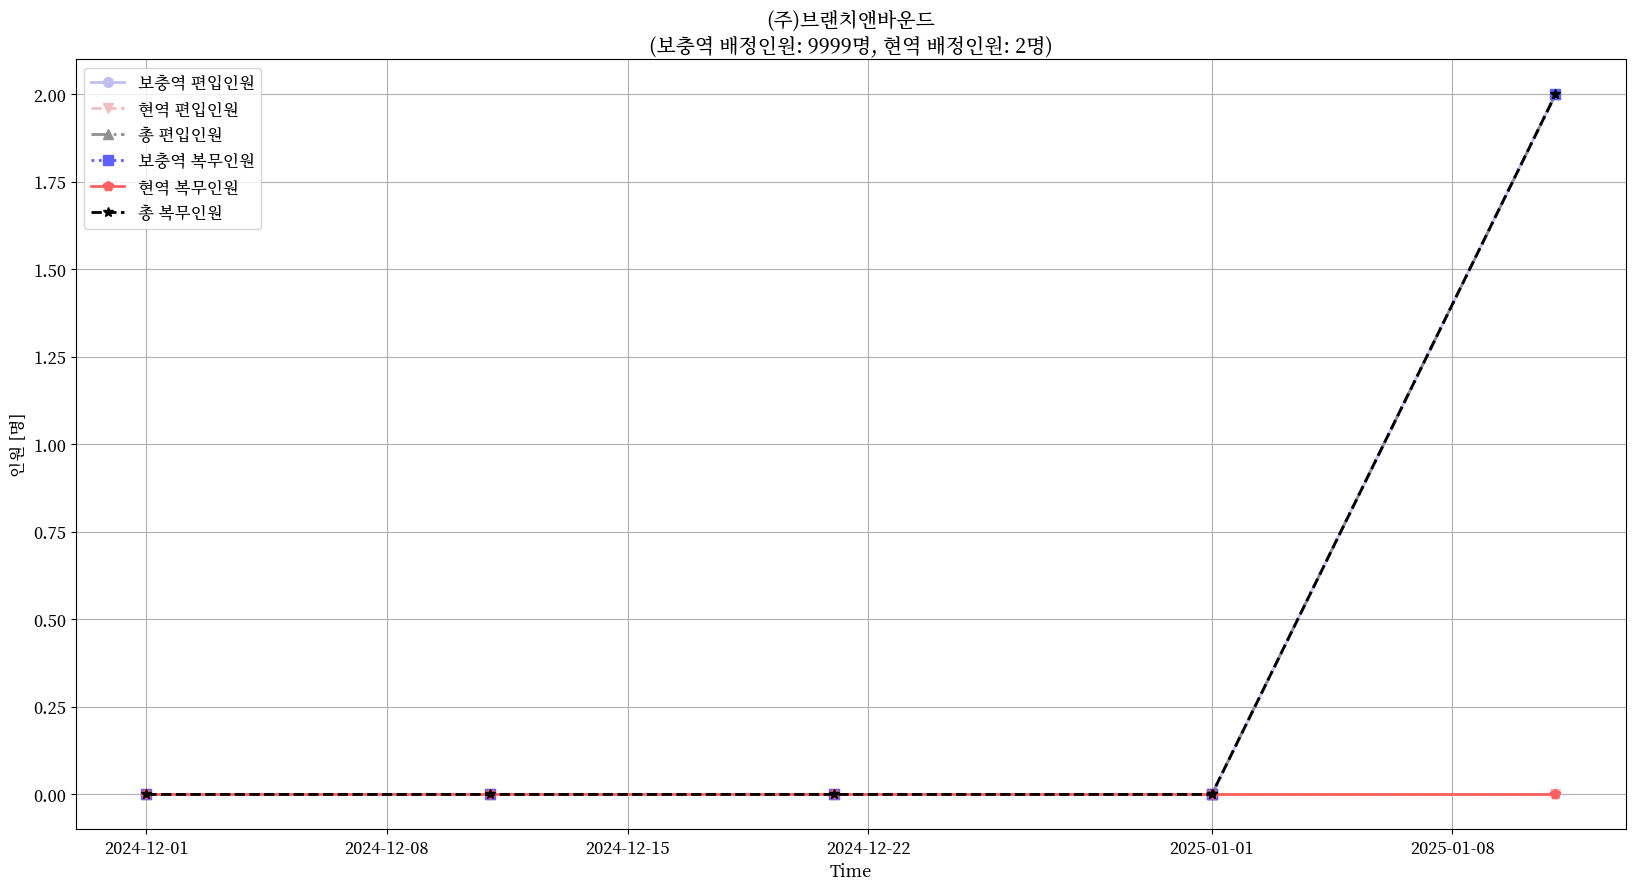 (주)브랜치앤바운드
(보충역 배정인원: 9999명, 현역 배정인원: 2명)
보충역 편입인원
현역 편입인원
총 편입인원
보충역 복무인원
현역 복무인원
총 복무인원
인원 [명]
2.00
1.75
1.50
1.25
1.00
0.75
0.50
0.25
0.00
2024-12-01
2024-12-08
2024-12-15
2024-12-22
2025-01-01
2025-01-08
Time